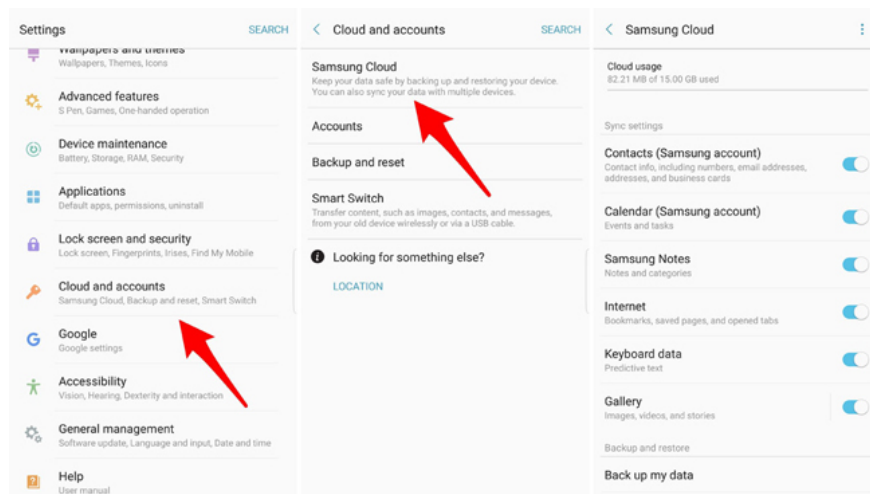 Settings
SEARCH
Wallpapers and themes
Wallpapers, Themes, Icons
Advanced features
S Pen, Games, One-handed operation
Device maintenance
Battery, Storage, RAM, Security
Applications
Default apps, permissions, uninstall
Lock screen and security
Lock screen, Fingerprints, Irises, Find My Mobile
Cloud and accounts
Samsung Cloud, Backup and reset, Smart Switch
Google
Google settings
Accessibility
Vision, Hearing, Dexterity and interaction
General management
Software update, Language and input, Date and time
Help
User manual
Cloud and accounts
SEARCH
Samsung Cloud
Keep your data safe by backing up and restoring your device.
You can also sync your data with multiple devices.
Accounts
Backup and reset
Smart Switch
Transfer content, such as images, contacts, and messages,
from your old device wirelessly or via a USB cable.
Looking for something else?
LOCATION
Samsung Cloud
Cloud usage
82.21 MB of 15.00 GB used
Sync settings
Contacts (Samsung account)
Contact info, including numbers, email addresses,
addresses, and business cards
Calendar (Samsung account)
Events and tasks
Samsung Notes
Notes and categories
Internet
Bookmarks, saved pages, and opened tabs
Keyboard data
Predictive text
Gallery
Images, videos, and stories
Backup and restore
Back up my data